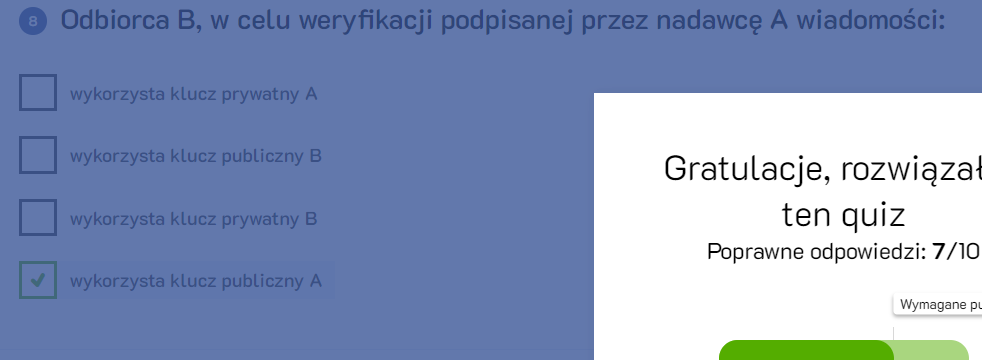 8 Odbiorca B, w celu weryfikacji podpisanej przez nadawcę A wiadomości:
wykorzysta klucz prywatny A
wykorzysta klucz publiczny B
wykorzysta klucz prywatny B
wykorzysta klucz publiczny A
Gratulacje, rozwiązał
ten quiz
Poprawne odpowiedzi: 7/10
Wymagane pu